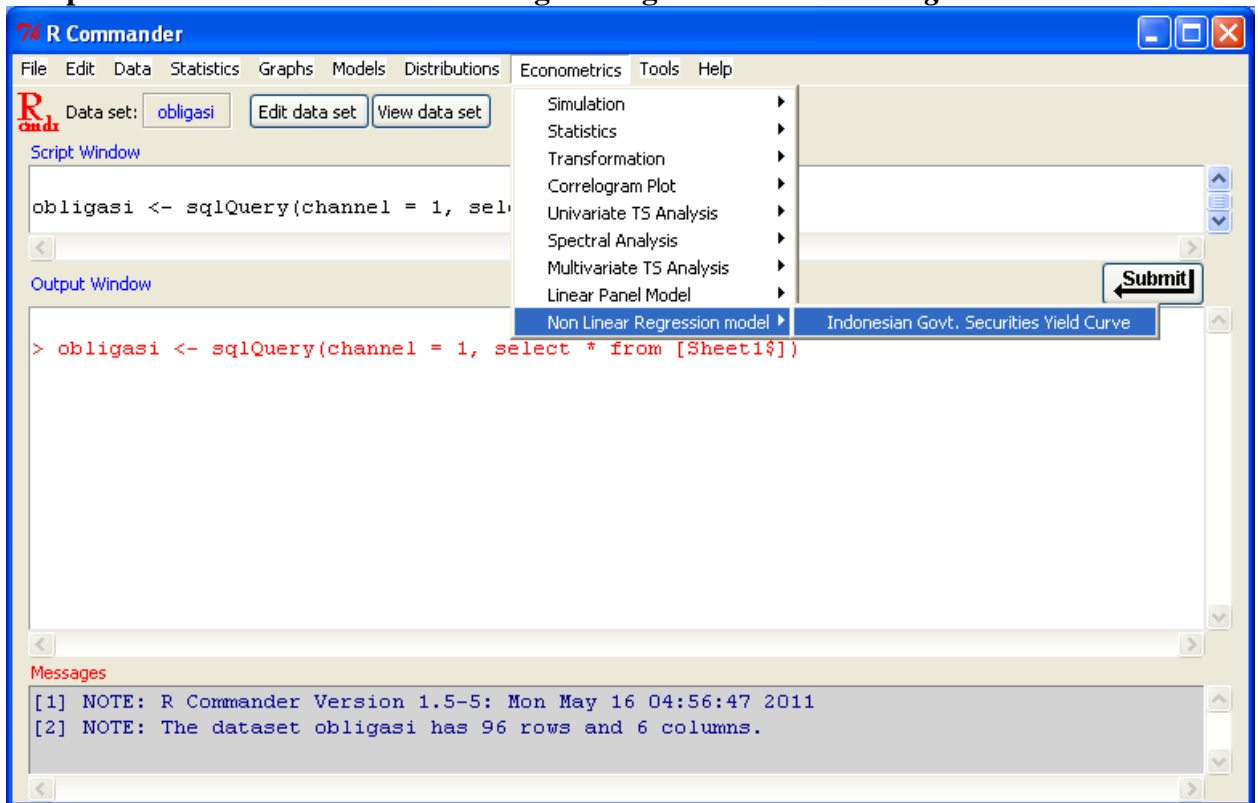 R Commander
File Edit Data Statistics Graphs Models Distributions Econometrics Tools Help
R cmdr Data set: obligasi Edit data set View data set
Script Window
obligasi <- sqlQuery(channel = 1, sel
Simulation
Statistics
Transformation
Correlogram Plot
Univariate TS Analysis
Spectral Analysis
Multivariate TS Analysis
Linear Panel Model
Non Linear Regression model Indonesian Govt. Securities Yield Curve
Submit
Output Window
> obligasi <- sqlQuery(channel = 1, select * from [Sheet1$])
Messages
[1] NOTE: R Commander Version 1.5-5: Mon May 16 04:56:47 2011
[2] NOTE: The dataset obligasi has 96 rows and 6 columns.